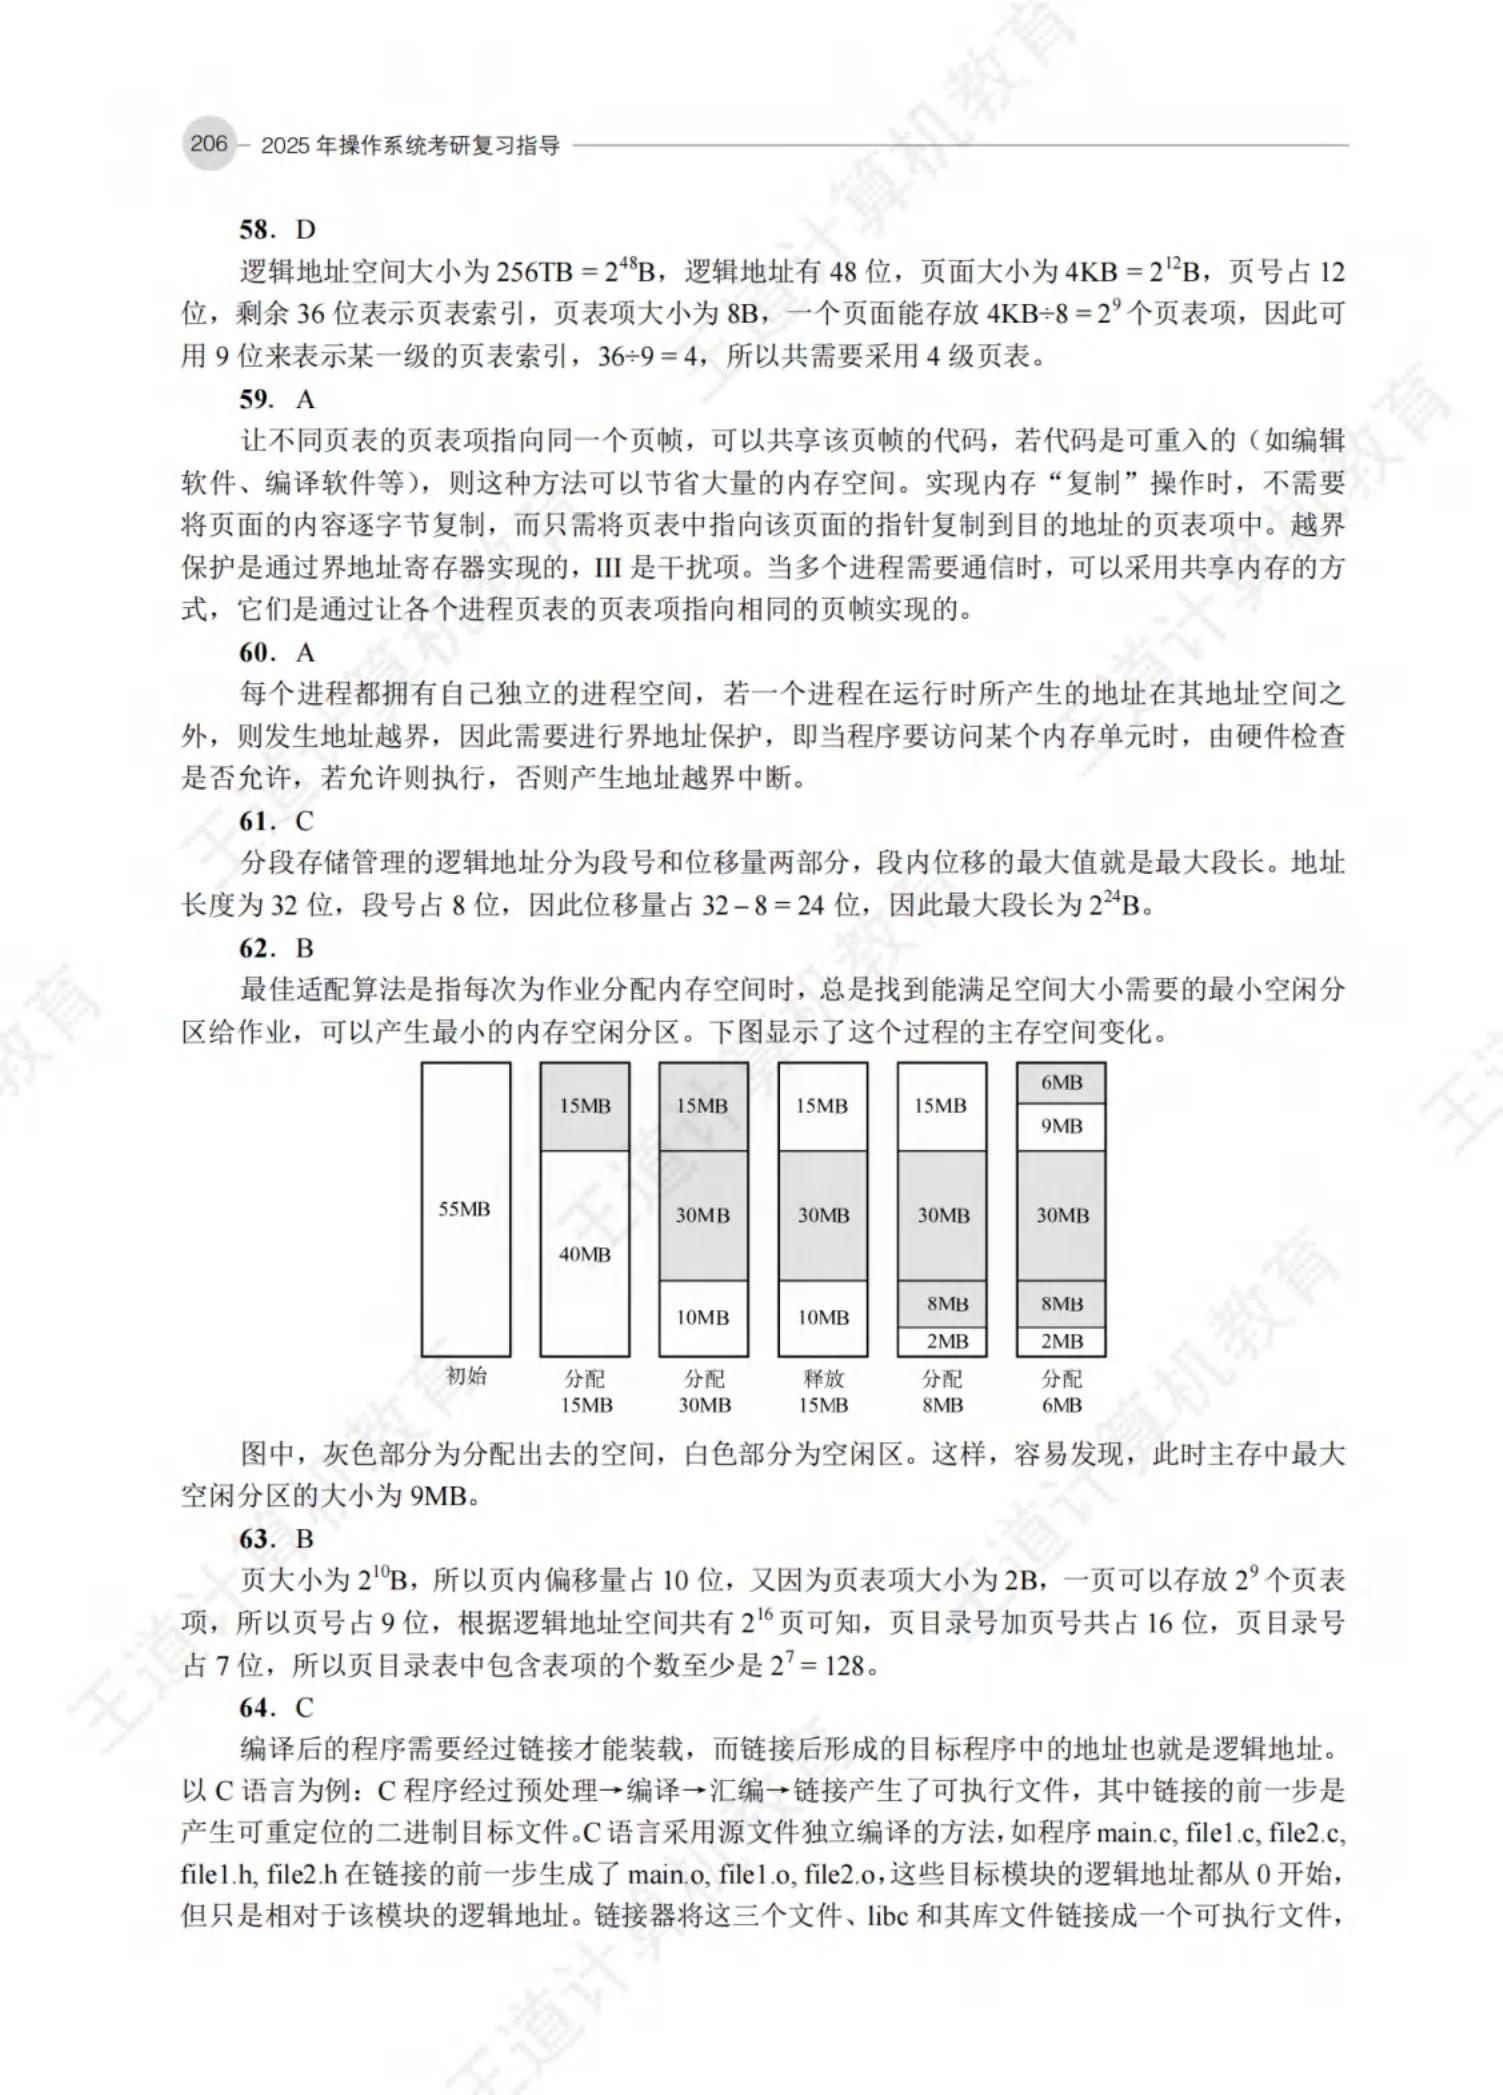 206 2025 年操作系统考研复习指导
58. D
逻辑地址空间大小为 256TB = 2⁴⁸B，逻辑地址有 48 位，页面大小为 4KB = 2¹²B，页号占 12
位，剩余 36 位表示页表索引，页表项大小为 8B，一个页面能存放 4KB÷8 = 2⁹ 个页表项，因此可
用 9 位来表示某一级的页表索引，36÷9 = 4，所以共需要采用 4 级页表。
59. A
让不同页表的页表项指向同一个页帧，可以共享该页帧的代码，若代码是可重入的（如编辑
软件、编译软件等），则这种方法可以节省大量的内存空间。实现内存“复制”操作时，不需要
将页面的内容逐字节复制，而只需将页表中指向该页面的指针复制到目的地址的页表项中。越界
保护是通过界地址寄存器实现的，III 是干扰项。当多个进程需要通信时，可以采用共享内存的方
式，它们是通过让各个进程页表的页表项指向相同的页帧实现的。
60. A
每个进程都拥有自己独立的进程空间，若一个进程在运行时所产生的地址在其地址空间之
外，则发生地址越界，因此需要进行界地址保护，即当程序要访问某个内存单元时，由硬件检查
是否允许，若允许则执行，否则产生地址越界中断。
61. C
分段存储管理的逻辑地址分为段号和位移量两部分，段内位移的最大值就是最大段长。地址
长度为 32 位，段号占 8 位，因此位移量占 32 – 8 = 24 位，因此最大段长为 2²⁴B。
62. B
最佳适配算法是指每次为作业分配内存空间时，总是找到能满足空间大小需要的最小空闲分
区给作业，可以产生最小的内存空闲分区。下图显示了这个过程的主存空间变化。
55MB
初始
15MB
40MB
分配
15MB
15MB
30MB
10MB
分配
30MB
15MB
30MB
10MB
释放
15MB
15MB
30MB
8MB
2MB
分配
8MB
6MB
9MB
30MB
8MB
2MB
分配
6MB
图中，灰色部分为分配出去的空间，白色部分为空闲区。这样，容易发现，此时主存中最大
空闲分区的大小为 9MB。
63. B
页大小为 2¹⁰B，所以页内偏移量占 10 位，又因为页表项大小为 2B，一页可以存放 2⁹ 个页表
项，所以页号占 9 位，根据逻辑地址空间共有 2¹⁶ 页可知，页目录号加页号共占 16 位，页目录号
占 7 位，所以页目录表中包含表项的个数至少是 2⁷ = 128。
64. C
编译后的程序需要经过链接才能装载，而链接后形成的目标程序中的地址也就是逻辑地址。
以 C 语言为例：C 程序经过预处理→编译→汇编→链接产生了可执行文件，其中链接的前一步是
产生可重定位的二进制目标文件。C 语言采用源文件独立编译的方法，如程序 main.c, file1.c, file2.c,
file1.h, file2.h 在链接的前一步生成了 main.o, file1.o, file2.o，这些目标模块的逻辑地址都从 0 开始，
但只是相对于该模块的逻辑地址。链接器将这三个文件、libc 和其库文件链接成一个可执行文件，
王道计算机教育